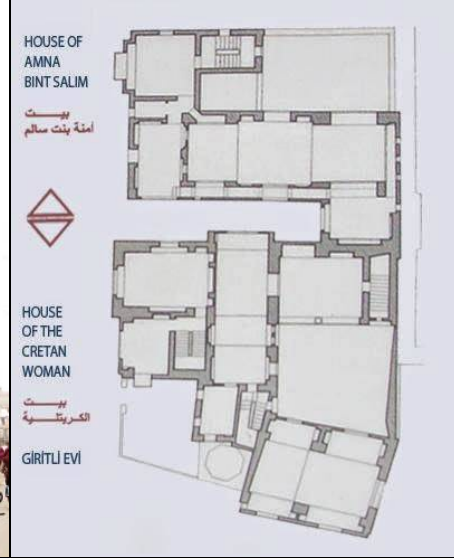 HOUSE OF
AMNA
BINT SALIM
بيت
أمنة بنت سالم
HOUSE
OF THE
CRETAN
WOMAN
بيت
الكريتلية
GİRİTLİ EVİ